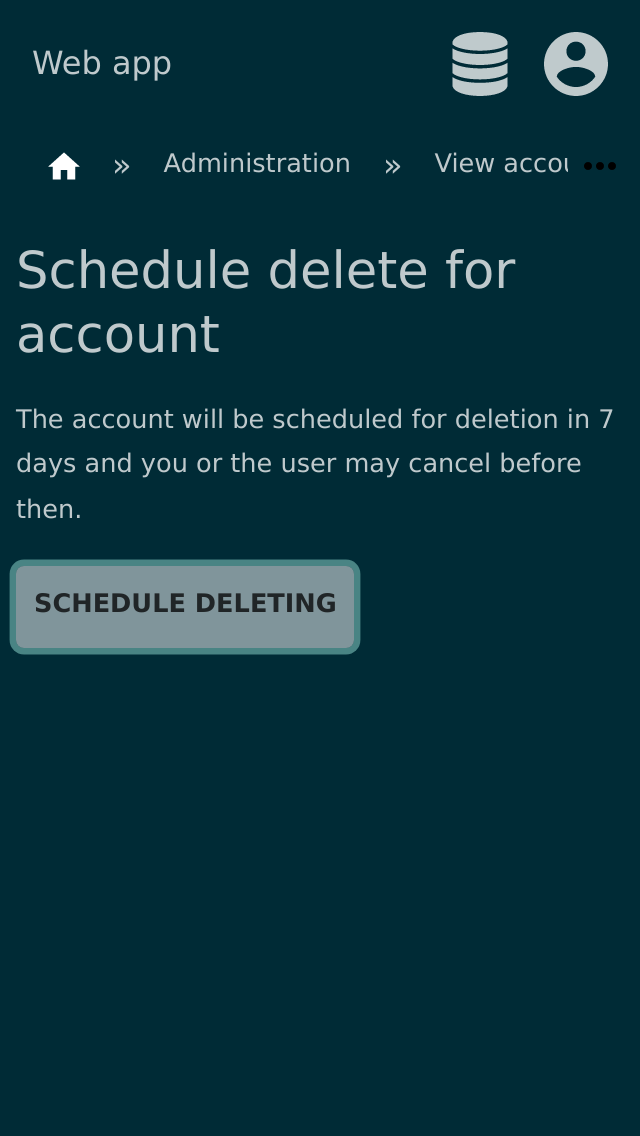 Web app
» Administration » View accou
Schedule delete for
account
The account will be scheduled for deletion in 7
days and you or the user may cancel before
then.
SCHEDULE DELETING